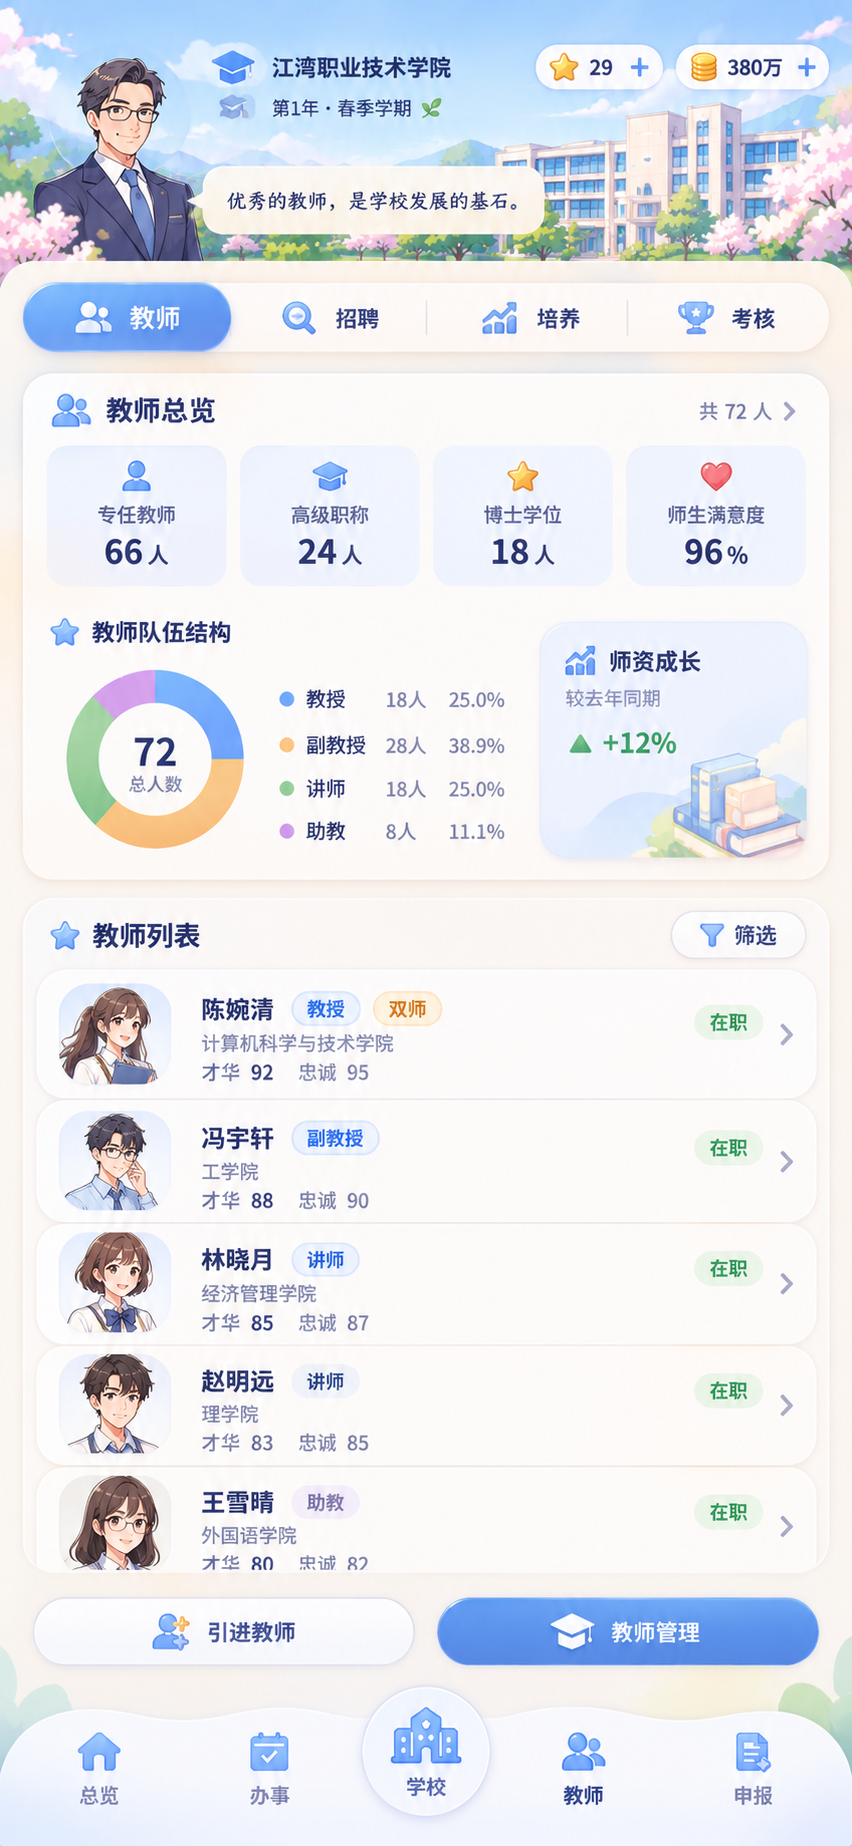 江湾职业技术学院
29
380万
第1年·春季学期
优秀的教师，是学校发展的基石。
教师
招聘
培养
考核
教师总览
共 72 人
专任教师
66人
高级职称
24人
博士学位
18人
师生满意度
96%
教师队伍结构
72
总人数
教授 18人 25.0%
副教授 28人 38.9%
讲师 18人 25.0%
助教 8人 11.1%
师资成长
较去年同期
+12%
教师列表
筛选
陈婉清 教授 双师
计算机科学与技术学院
才华 92 忠诚 95
在职
冯宇轩 副教授
工学院
才华 88 忠诚 90
在职
林晓月 讲师
经济管理学院
才华 85 忠诚 87
在职
赵明远 讲师
理学院
才华 83 忠诚 85
在职
王雪晴 助教
外国语学院
才华 80 忠诚 82
在职
引进教师
教师管理
总览
办事
学校
教师
申报